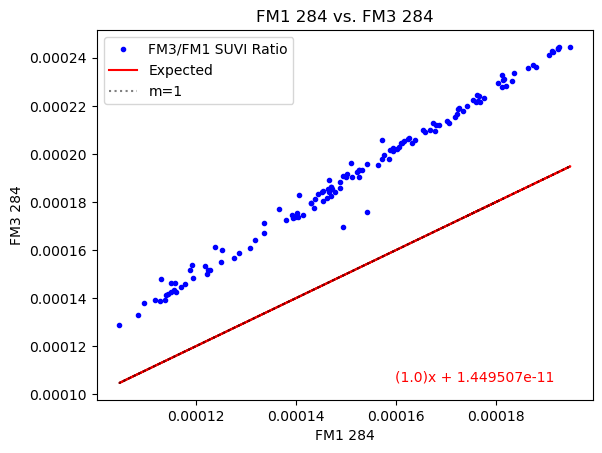 FM1 284 vs. FM3 284
FM3/FM1 SUVI Ratio
Expected
m=1
0.00024
0.00022
0.00020
0.00018
0.00016
0.00014
0.00012
0.00010
FM3 284
(1.0)x + 1.449507e-11
0.00012 0.00014 0.00016 0.00018
FM1 284